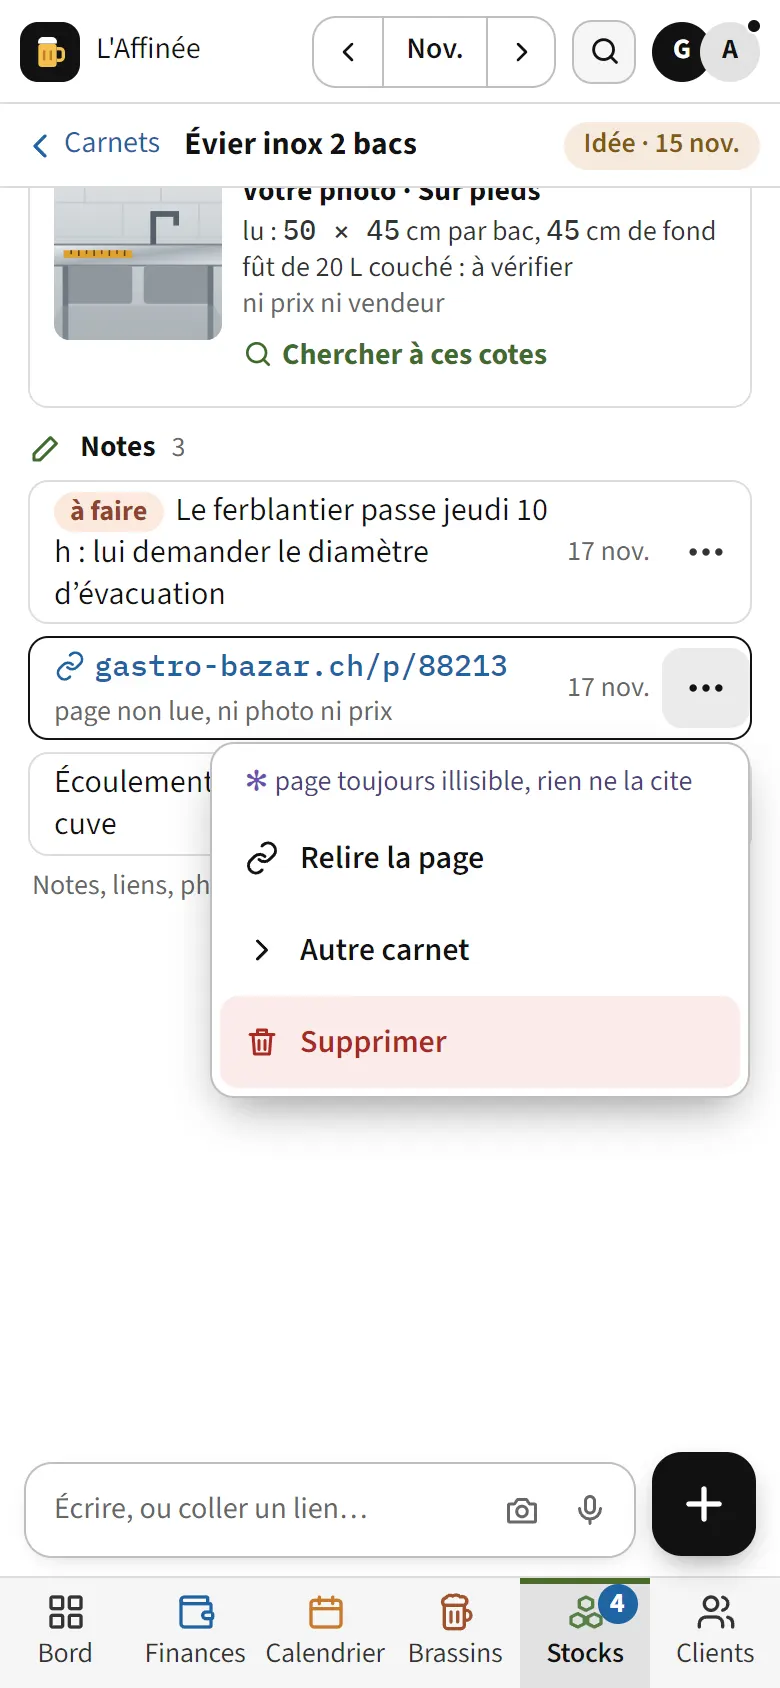 L'Affinée
Nov.
G
A
Carnets
Évier inox 2 bacs
Idée · 15 nov.
Votre photo · Sur pieds
lu : 50 × 45 cm par bac, 45 cm de fond
fût de 20 L couché : à vérifier
ni prix ni vendeur
Chercher à ces cotes
Notes 3
à faire Le ferblantier passe jeudi 10
h : lui demander le diamètre
d’évacuation
17 nov.
gastro-bazar.ch/p/88213
page non lue, ni photo ni prix
17 nov.
Écoulement
cuve
page toujours illisible, rien ne la cite
Relire la page
Autre carnet
Supprimer
Notes, liens, ph
Écrire, ou coller un lien…
Bord
Finances
Calendrier
Brassins
4
Stocks
Clients